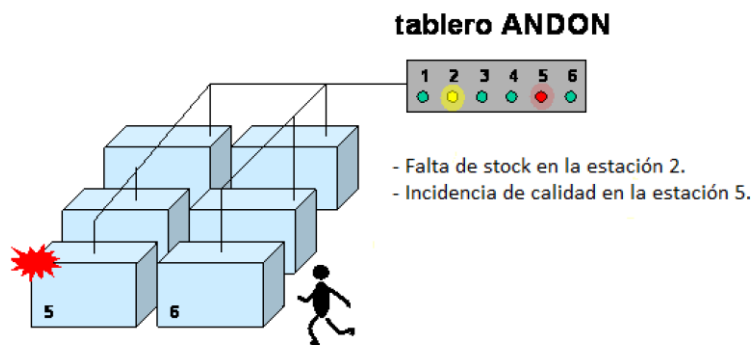 tablero ANDON
1 2 3 4 5 6
- Falta de stock en la estación 2.
- Incidencia de calidad en la estación 5.
5 6